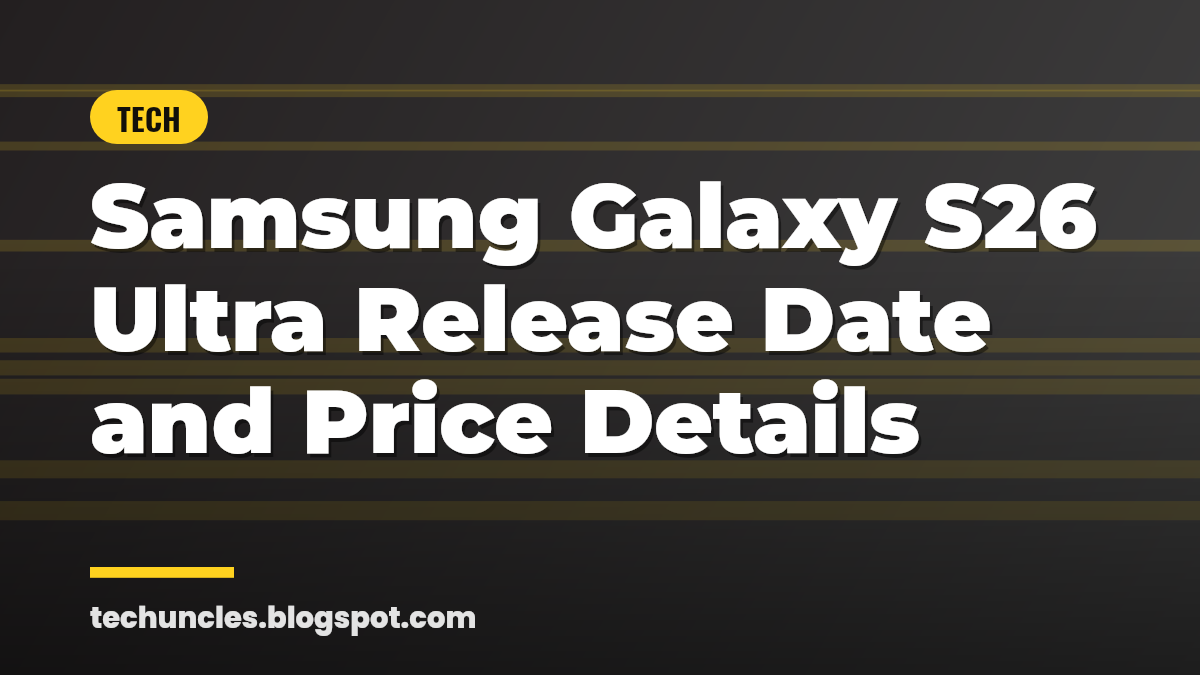 TECH
Samsung Galaxy S26
Ultra Release Date
and Price Details
techuncles.blogspot.com